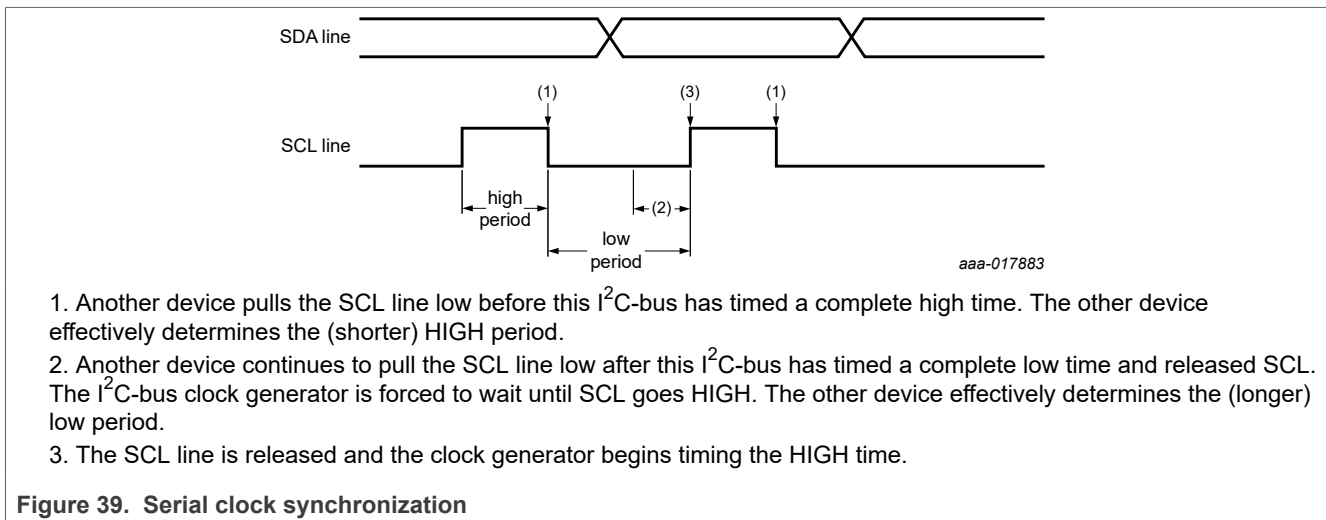 SDA line
(1)
(3)
(1)
SCL line
high
period
(2)
low
period
aaa-017883
1. Another device pulls the SCL line low before this I²C-bus has timed a complete high time. The other device
effectively determines the (shorter) HIGH period.
2. Another device continues to pull the SCL line low after this I²C-bus has timed a complete low time and released SCL.
The I²C-bus clock generator is forced to wait until SCL goes HIGH. The other device effectively determines the (longer)
low period.
3. The SCL line is released and the clock generator begins timing the HIGH time.
Figure 39. Serial clock synchronization